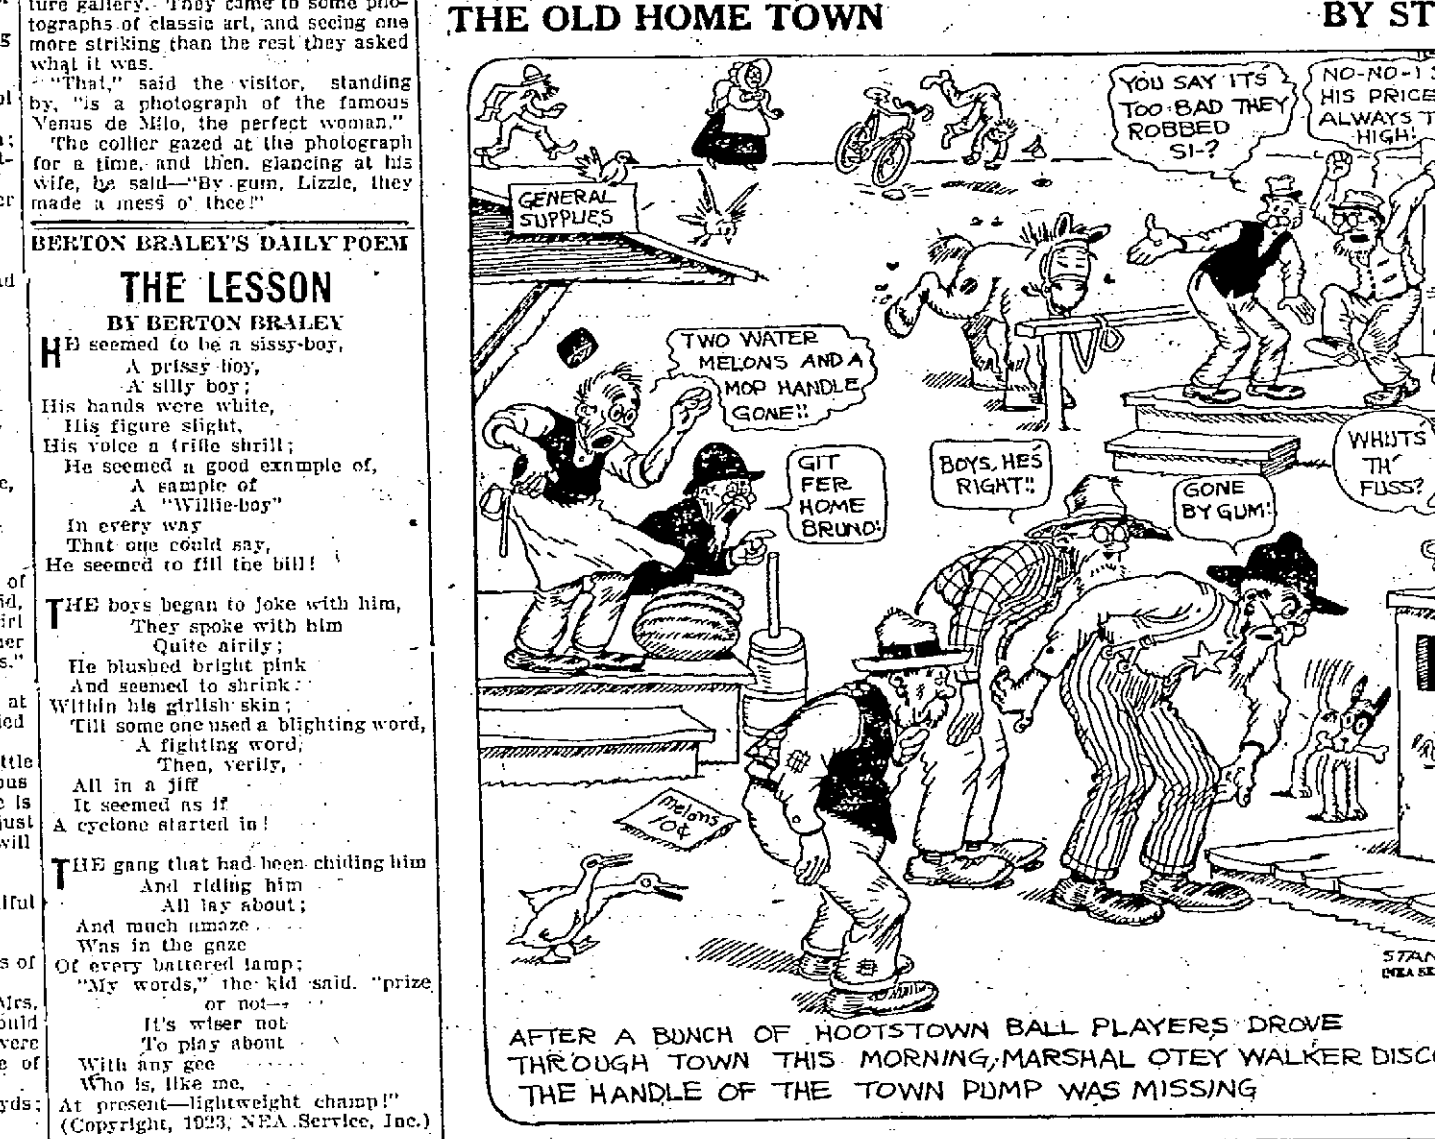 ture gallery. They came to some pho-
tographs of classic art, and seeing one
more striking than the rest they asked
what it was.
"That," said the visitor, standing
by, "is a photograph of the famous
Venus de Milo, the perfect woman."
The collier gazed at the photograph
for a time, and then, glancing at his
wife, he said—"By gum, Lizzie, they
made a mess o' thee!"
BERTON BRALEY'S DAILY POEM
THE LESSON
BY BERTON BRALEY
HE seemed to be a sissy-boy,
A prissy boy,
A silly boy;
His hands were white,
His figure slight,
His voice a trifle shrill;
He seemed a good example of,
A sample of
A "Willie-boy"
In every way
That one could say,
He seemed to fill the bill!
THE boys began to joke with him,
They spoke with him
Quite airily;
He blushed bright pink
And seemed to shrink
Within his girlish skin;
Till some one used a blighting word,
A fighting word;
Then, verily,
All in a jiff
It seemed as if
A cyclone started in!
THE gang that had been chiding him
And riding him
All lay about;
And much amaze
Was in the gaze
Of every battered lamp;
"My words," the kid said, "prize
or not—
It's wiser not
To play about
With any gee
Who is, like me,
At present—lightweight champ!"
(Copyright, 1923, NEA Service, Inc.)
THE OLD HOME TOWN
BY ST
YOU SAY IT'S
TOO BAD THEY
ROBBED
SI-?
NO-NO-I S
HIS PRICE
ALWAYS T
HIGH!
GENERAL
SUPPLIES
TWO WATER
MELONS AND A
MOP HANDLE
GONE!!
GIT
FER
HOME
BRUNO!
BOYS, HE'S
RIGHT!!
GONE
BY GUM!
WHUTS
TH'
FUSS?
melons
10¢
STAN
NEA SE
AFTER A BUNCH OF HOOTSTOWN BALL PLAYERS DROVE
THROUGH TOWN THIS MORNING, MARSHAL OTEY WALKER DISCO
THE HANDLE OF THE TOWN PUMP WAS MISSING